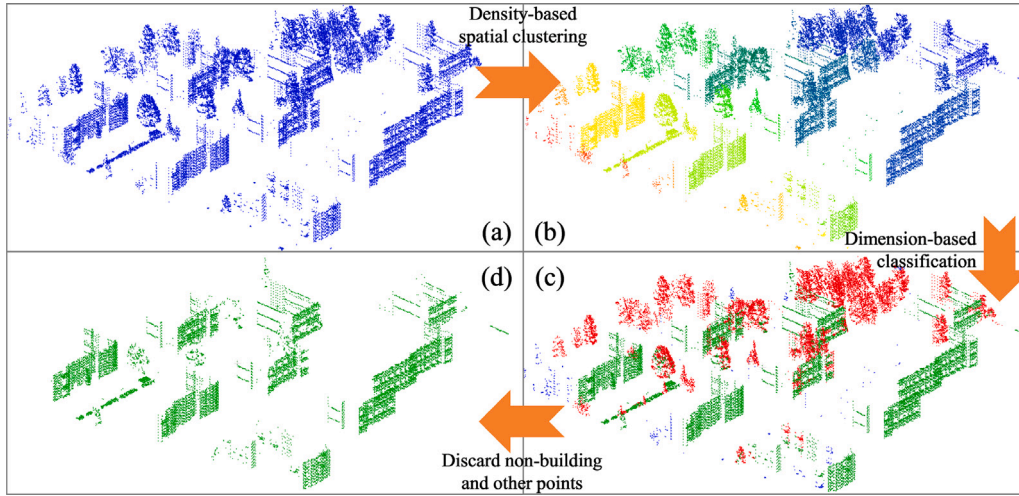 Density-based
spatial clustering
(a)
(b)
Dimension-based
classification
(d)
(c)
Discard non-building
and other points